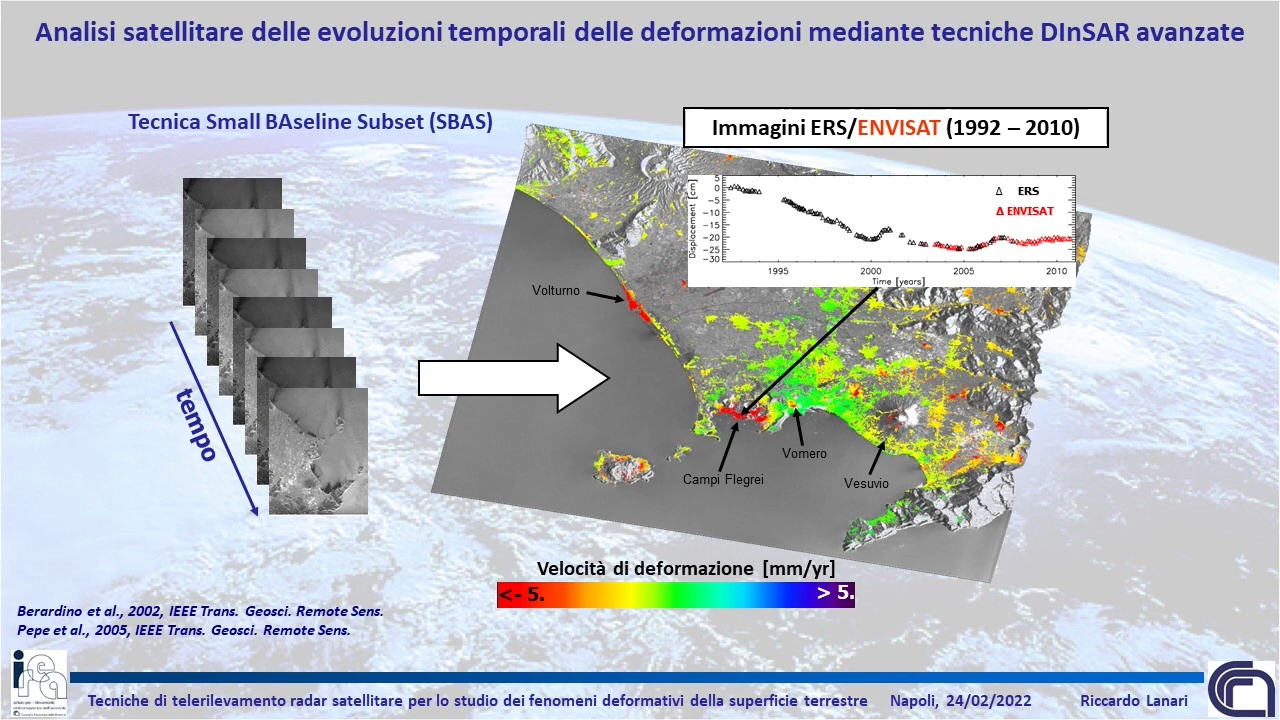 Analisi satellitare delle evoluzioni temporali delle deformazioni mediante tecniche DInSAR avanzate
Tecnica Small BAseline Subset (SBAS)
Immagini ERS/ENVISAT (1992 – 2010)
Displacement [cm]
5
0
−5
−10
−15
−20
−25
−30
Δ ERS
Δ ENVISAT
1995 2000 2005 2010
Time [years]
Volturno
tempo
Vomero
Campi Flegrei
Vesuvio
Velocità di deformazione [mm/yr]
<- 5. > 5.
Berardino et al., 2002, IEEE Trans. Geosci. Remote Sens.
Pepe et al., 2005, IEEE Trans. Geosci. Remote Sens.
irea
Tecniche di telerilevamento radar satellitare per lo studio dei fenomeni deformativi della superficie terrestre Napoli, 24/02/2022 Riccardo Lanari